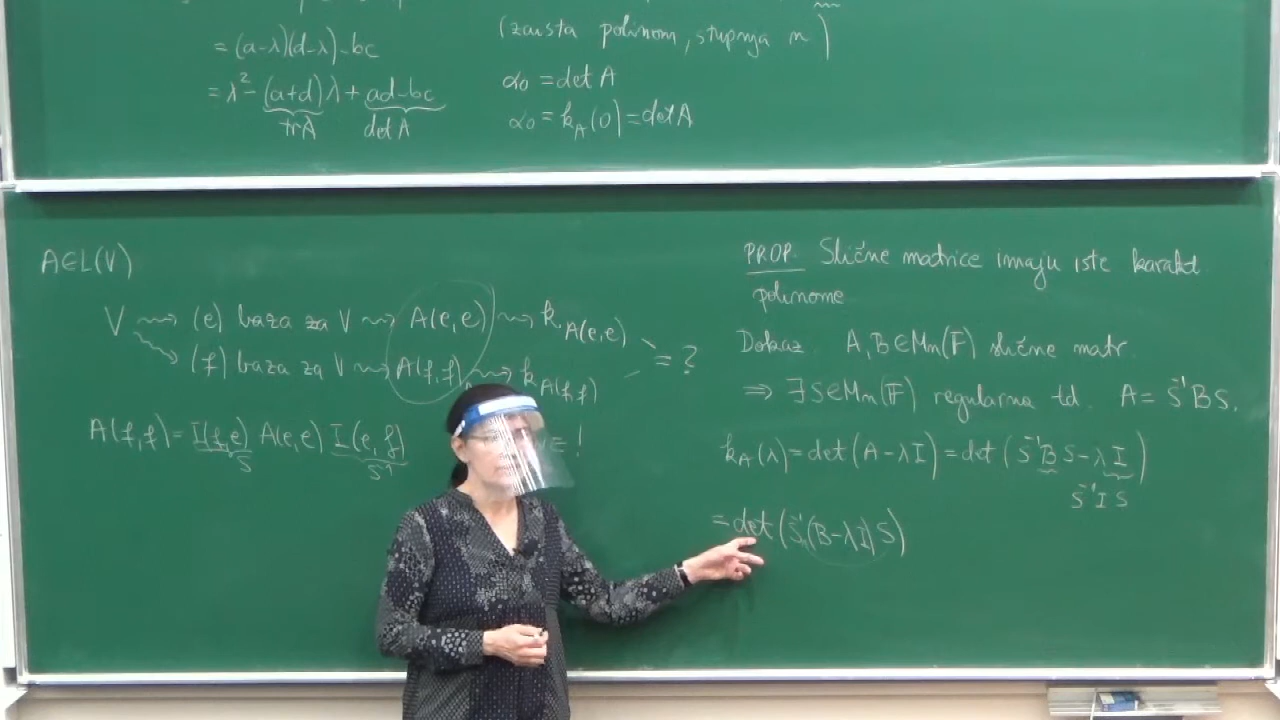 = (a-λ)(d-λ)-bc
= λ² - (a+d)λ + ad-bc
trA detA
(zaista polinom, stupnja n)
α₀ = det A
α₀ = k_A(0) = det A
A∈L(V)
V ⇝ (e) baza za V ⇝ A(e,e) ⇝ k_A(e,e)
⇝ (f) baza za V ⇝ A(f,f) ⇝ k_A(f,f)
= ?
A(f,f) = I(f,e) A(e,e) I(e,f)
S S⁻¹
= !
PROP. Slične matrice imaju iste karakt
polinome
Dokaz. A,B∈Mn(F) slične matr.
⇒ ∃S∈Mn(F) regularna td. A = S⁻¹BS.
k_A(λ) = det(A-λI) = det(S⁻¹BS-λI)
S⁻¹IS
= det(S⁻¹(B-λI)S)